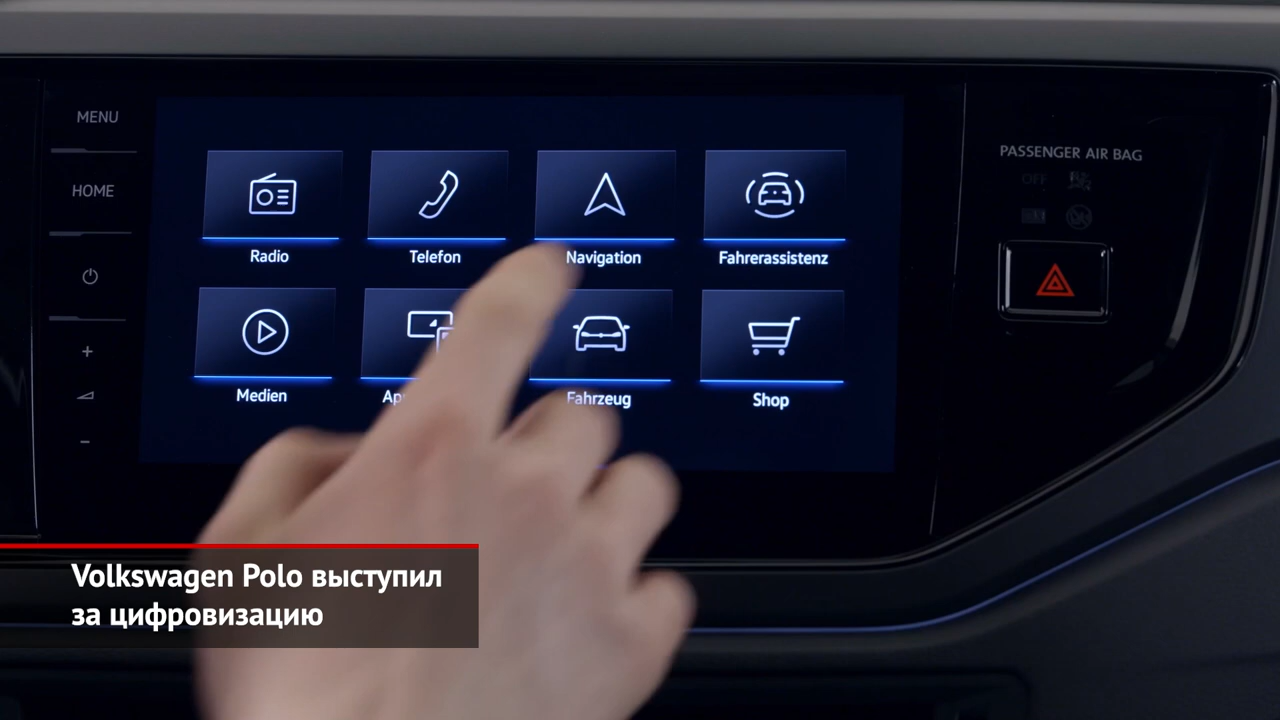 MENU
HOME
+
−
Radio
Telefon
Navigation
Fahrerassistenz
Medien
Fahrzeug
Shop
PASSENGER AIR BAG
OFF
Volkswagen Polo выступил
за цифровизацию